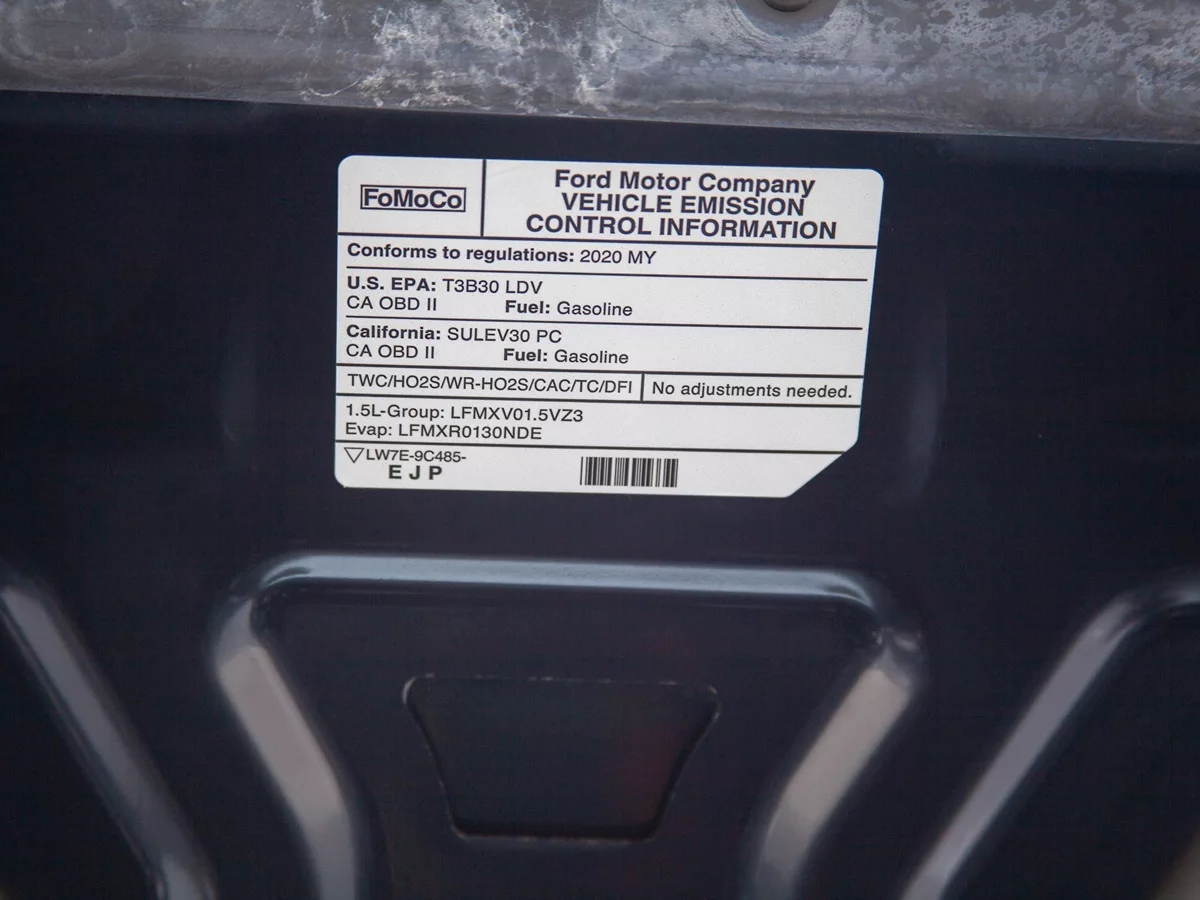 FoMoCo
Ford Motor Company
VEHICLE EMISSION
CONTROL INFORMATION
Conforms to regulations: 2020 MY
U.S. EPA: T3B30 LDV
CA OBD II Fuel: Gasoline
California: SULEV30 PC
CA OBD II Fuel: Gasoline
TWC/HO2S/WR-HO2S/CAC/TC/DFI No adjustments needed.
1.5L-Group: LFMXV01.5VZ3
Evap: LFMXR0130NDE
LW7E-9C485-
E J P